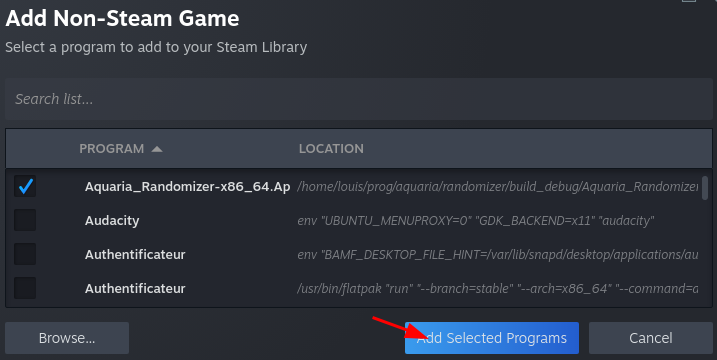 Add Non-Steam Game
Select a program to add to your Steam Library
Search list...
PROGRAM LOCATION
Aquaria_Randomizer-x86_64.Ap /home/louis/prog/aquaria/randomizer/build_debug/Aquaria_Randomizer
Audacity env "UBUNTU_MENUPROXY=0" "GDK_BACKEND=x11" "audacity"
Authentificateur env "BAMF_DESKTOP_FILE_HINT=/var/lib/snapd/desktop/applications/au
Authentificateur /usr/bin/flatpak "run" "--branch=stable" "--arch=x86_64" "--command=a
Browse... Add Selected Programs Cancel